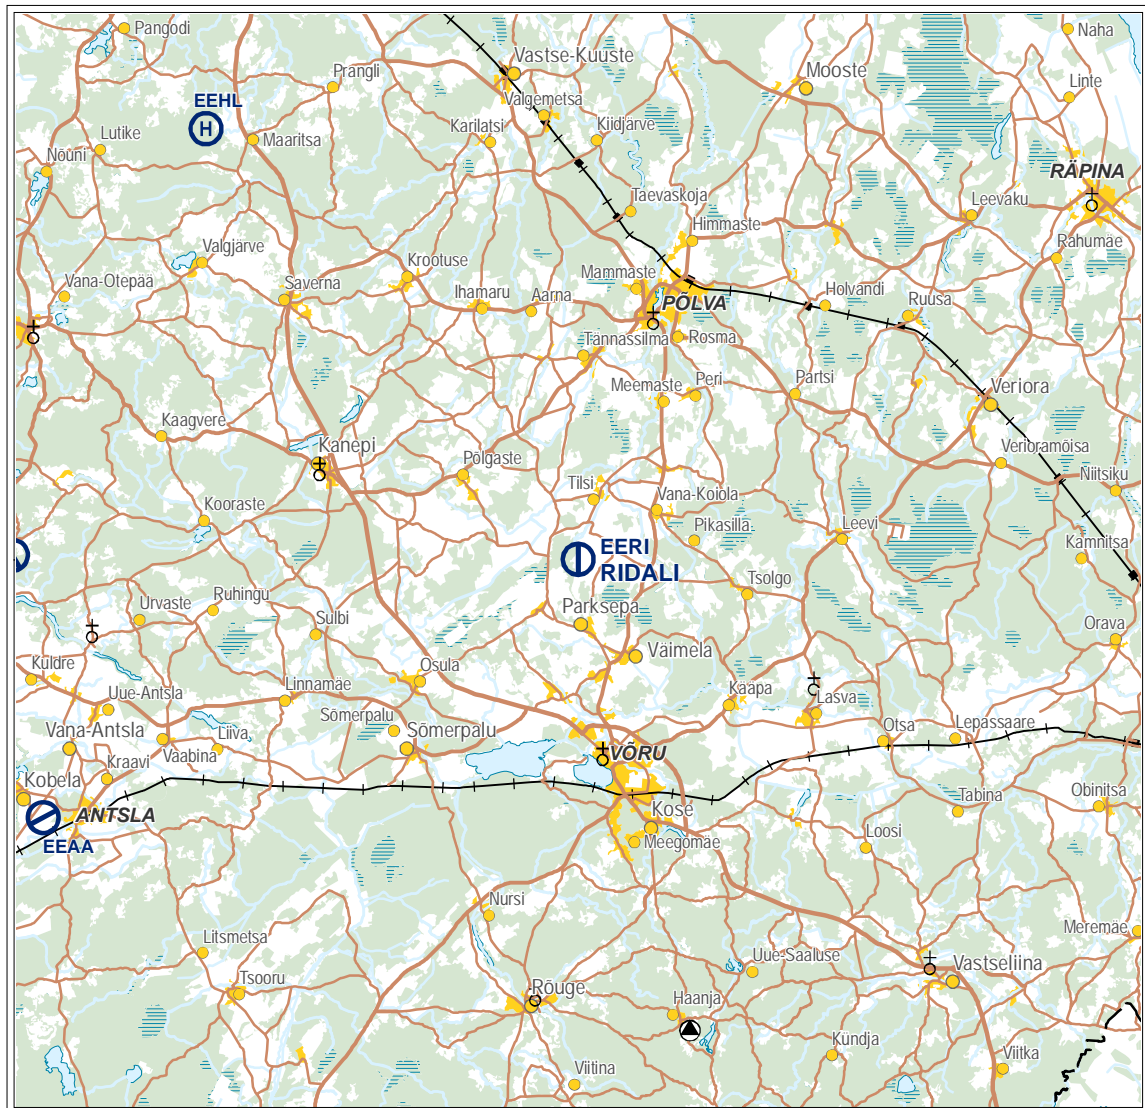 Pangodi
Naha
Vastse-Kuuste
Mooste
Prangli
Linte
EEHL
H
Valgemetsa
Maaritsa
Karilatsi
Kiidjärve
Lutike
Nõuni
RÄPINA
Taevaskoja
Leevaku
Himmaste
Valgjärve
Rahumäe
Krootuse
Mammaste
Saverna
Vana-Otepää
Ihamaru
Aarna
PÕLVA
Holvandi
Ruusa
Tännassilma
Rosma
Meemaste
Peri
Partsi
Veriora
Kaagvere
Kanepi
Verioramõisa
Põlgaste
Niitsiku
Tilsi
Vana-Koiola
Kooraste
Pikasilla
Leevi
EERI
RIDALI
Kamnitsa
Tsolgo
Ruhingu
Urvaste
Parksepa
Sulbi
Orava
Väimela
Kuldre
Osula
Linnamäe
Kääpa
Lasva
Uue-Antsla
Sõmerpalu
Otsa
Lepassaare
Vana-Antsla
Vaabina
Liiva
Sõmerpalu
VÕRU
Kraavi
Kobela
Obinitsa
Tabina
ANTSLA
Kose
EEAA
Meegomäe
Loosi
Nursi
Meremäe
Litsmetsa
Uue-Saaluse
Vastseliina
Tsooru
Rõuge
Haanja
Kündja
Viitka
Viitina